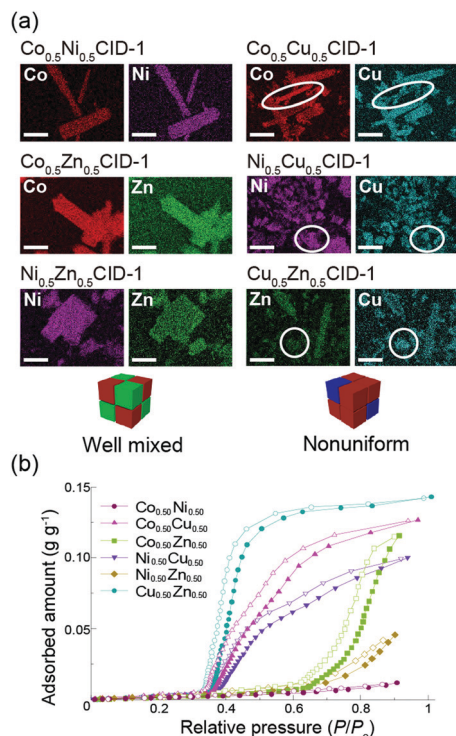 (a)
Co0.5Ni0.5CID-1
Co0.5Cu0.5CID-1
Co
Ni
Co
Cu
Co0.5Zn0.5CID-1
Ni0.5Cu0.5CID-1
Co
Zn
Ni
Cu
Ni0.5Zn0.5CID-1
Cu0.5Zn0.5CID-1
Ni
Zn
Zn
Cu
Well mixed
Nonuniform
(b)
Adsorbed amount (g g-1)
0.15
0.10
0.05
0
Co0.50Ni0.50
Co0.50Cu0.50
Co0.50Zn0.50
Ni0.50Cu0.50
Ni0.50Zn0.50
Cu0.50Zn0.50
0.2
0.4
0.6
0.8
1
Relative pressure (P/P0)